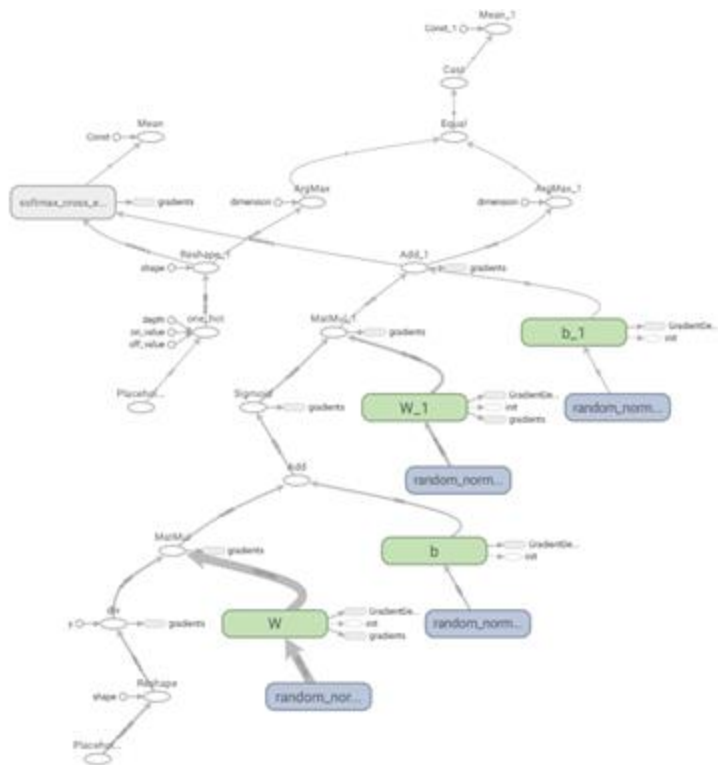 Mean_1
Const_1
Cast
Equal
Mean
Const
ArgMax
ArgMax_1
dimension
dimension
softmax_cross_e...
gradients
Reshape_1
Add_1
shape
gradients
depth
one_hot
on_value
off_value
MatMul_1
gradients
b_1
GradientDe...
init
Placehol...
Sigmoid
gradients
W_1
GradientDe...
init
gradients
random_norm...
Add
random_norm...
MatMul
gradients
b
GradientDe...
init
div
y
gradients
W
GradientDe...
init
gradients
random_norm...
Reshape
shape
random_nor...
Placehol...